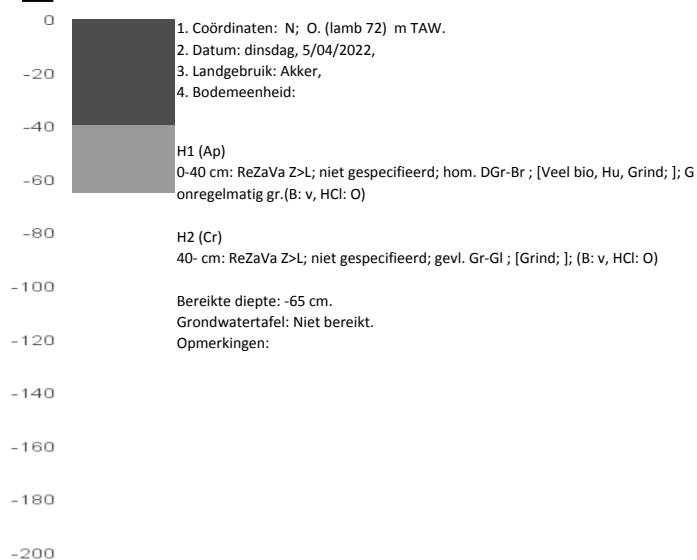 0
-20
-40
-60
-80
-100
-120
-140
-160
-180
-200
1. Coördinaten:  N;  O. (lamb 72)  m TAW.
2. Datum: dinsdag, 5/04/2022,
3. Landgebruik: Akker,
4. Bodemeenheid:
H1 (Ap)
0-40 cm: ReZaVa Z>L; niet gespecifieerd; hom. DGr-Br ; [Veel bio, Hu, Grind; ]; G
onregelmatig gr.(B: v, HCl: O)
H2 (Cr)
40- cm: ReZaVa Z>L; niet gespecifieerd; gevl. Gr-Gl ; [Grind; ]; (B: v, HCl: O)
Bereikte diepte: -65 cm.
Grondwatertafel: Niet bereikt.
Opmerkingen: